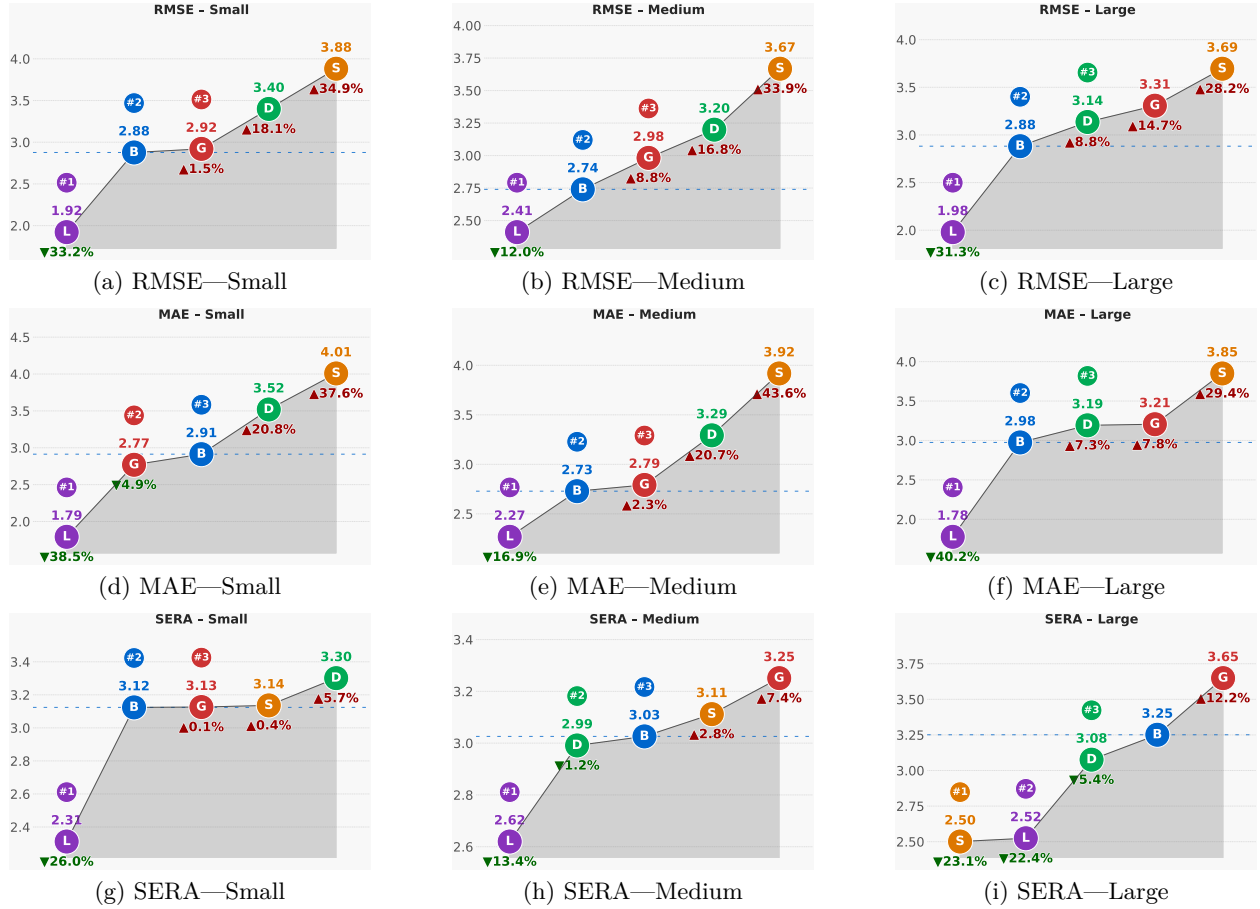 RMSE – Small
4.0
3.5
3.0
2.5
2.0
#1
1.92
L
▼33.2%
#2
2.88
B
#3
2.92
G
▲1.5%
3.40
D
▲18.1%
3.88
S
▲34.9%
(a) RMSE—Small
RMSE – Medium
4.00
3.75
3.50
3.25
3.00
2.75
2.50
#1
2.41
L
▼12.0%
#2
2.74
B
#3
2.98
G
▲8.8%
3.20
D
▲16.8%
3.67
S
▲33.9%
(b) RMSE—Medium
RMSE – Large
4.0
3.5
3.0
2.5
2.0
#1
1.98
L
▼31.3%
#2
2.88
B
#3
3.14
D
▲8.8%
3.31
G
▲14.7%
3.69
S
▲28.2%
(c) RMSE—Large
MAE – Small
4.5
4.0
3.5
3.0
2.5
2.0
#1
1.79
L
▼38.5%
#2
2.77
G
▼4.9%
#3
2.91
B
3.52
D
▲20.8%
4.01
S
▲37.6%
(d) MAE—Small
MAE – Medium
4.0
3.5
3.0
2.5
#1
2.27
L
▼16.9%
#2
2.73
B
#3
2.79
G
▲2.3%
3.29
D
▲20.7%
3.92
S
▲43.6%
(e) MAE—Medium
MAE – Large
4.0
3.5
3.0
2.5
2.0
#1
1.78
L
▼40.2%
#2
2.98
B
#3
3.19
D
▲7.3%
3.21
G
▲7.8%
3.85
S
▲29.4%
(f) MAE—Large
SERA – Small
3.4
3.2
3.0
2.8
2.6
2.4
#1
2.31
L
▼26.0%
#2
3.12
B
#3
3.13
G
▲0.1%
3.14
S
▲0.4%
3.30
D
▲5.7%
(g) SERA—Small
SERA – Medium
3.4
3.2
3.0
2.8
2.6
#1
2.62
L
▼13.4%
#2
2.99
D
▼1.2%
#3
3.03
B
3.11
S
▲2.8%
3.25
G
▲7.4%
(h) SERA—Medium
SERA – Large
3.75
3.50
3.25
3.00
2.75
2.50
#1
2.50
S
▼23.1%
#2
2.52
L
▼22.4%
#3
3.08
D
▼5.4%
3.25
B
3.65
G
▲12.2%
(i) SERA—Large